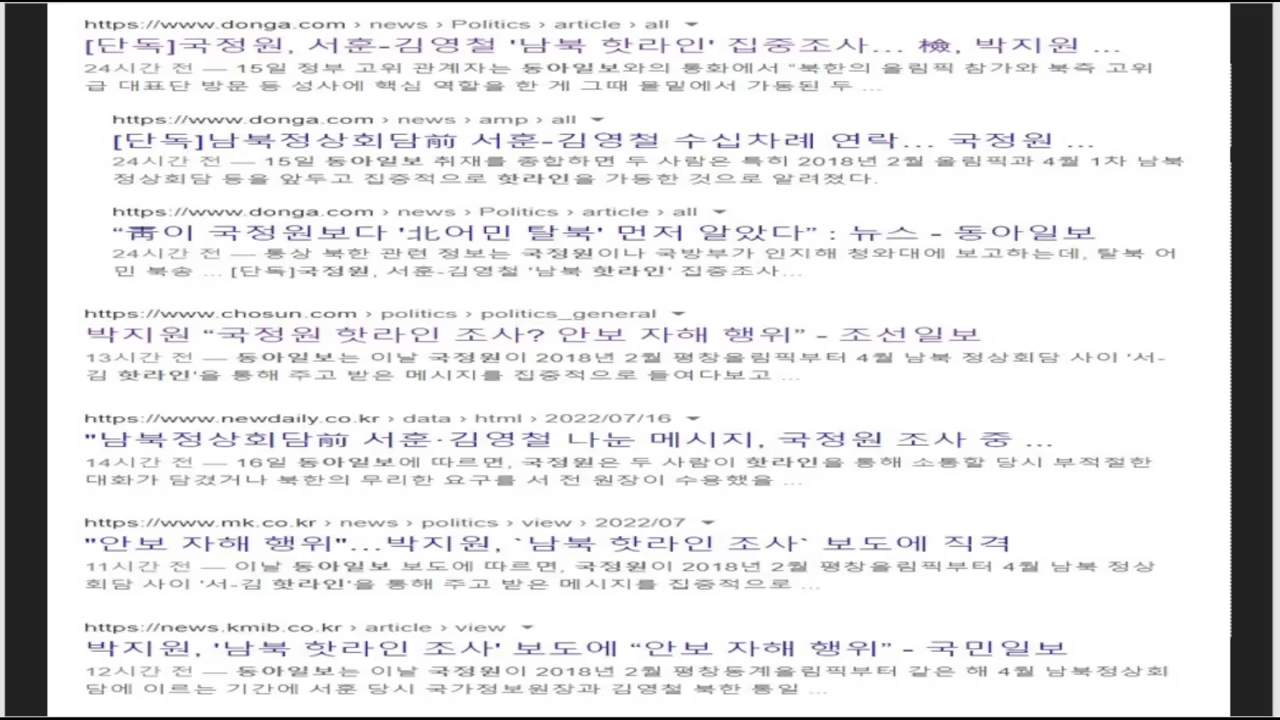 https://www.donga.com › news › Politics › article › all
[단독]국정원, 서훈-김영철 '남북 핫라인' 집중조사... 檢, 박지원 ...
24시간 전 — 15일 정부 고위 관계자는 동아일보와의 통화에서 “북한의 올림픽 참가와 북측 고위
급 대표단 방문 등 성사에 핵심 역할을 한 게 그때 물밑에서 가동된 두 ...
https://www.donga.com › news › amp › all
[단독]남북정상회담前 서훈-김영철 수십차례 연락... 국정원 ...
24시간 전 — 15일 동아일보 취재를 종합하면 두 사람은 특히 2018년 2월 올림픽과 4월 1차 남북
정상회담 등을 앞두고 집중적으로 핫라인을 가동한 것으로 알려졌다.
https://www.donga.com › news › Politics › article › all
“靑이 국정원보다 '北어민 탈북' 먼저 알았다” : 뉴스 - 동아일보
24시간 전 — 통상 북한 관련 정보는 국정원이나 국방부가 인지해 청와대에 보고하는데, 탈북 어
민 북송 ... [단독]국정원, 서훈-김영철 '남북 핫라인' 집중조사...
https://www.chosun.com › politics › politics_general
박지원 “국정원 핫라인 조사? 안보 자해 행위” - 조선일보
13시간 전 — 동아일보는 이날 국정원이 2018년 2월 평창올림픽부터 4월 남북 정상회담 사이 '서-
김 핫라인'을 통해 주고 받은 메시지를 집중적으로 들여다보고 ...
https://www.newdaily.co.kr › data › html › 2022/07/16
"남북정상회담前 서훈·김영철 나눈 메시지, 국정원 조사 중 ...
14시간 전 — 16일 동아일보에 따르면, 국정원은 두 사람이 핫라인을 통해 소통할 당시 부적절한
대화가 담겼거나 북한의 무리한 요구를 서 전 원장이 수용했을 ...
https://www.mk.co.kr › news › politics › view › 2022/07
"안보 자해 행위"...박지원, `남북 핫라인 조사` 보도에 직격
11시간 전 — 이날 동아일보 보도에 따르면, 국정원이 2018년 2월 평창올림픽부터 4월 남북 정상
회담 사이 '서-김 핫라인'을 통해 주고 받은 메시지를 집중적으로 ...
https://news.kmib.co.kr › article › view
박지원, '남북 핫라인 조사' 보도에 “안보 자해 행위” - 국민일보
12시간 전 — 동아일보는 이날 국정원이 2018년 2월 평창동계올림픽부터 같은 해 4월 남북정상회
담에 이르는 기간에 서훈 당시 국가정보원장과 김영철 북한 통일 ...